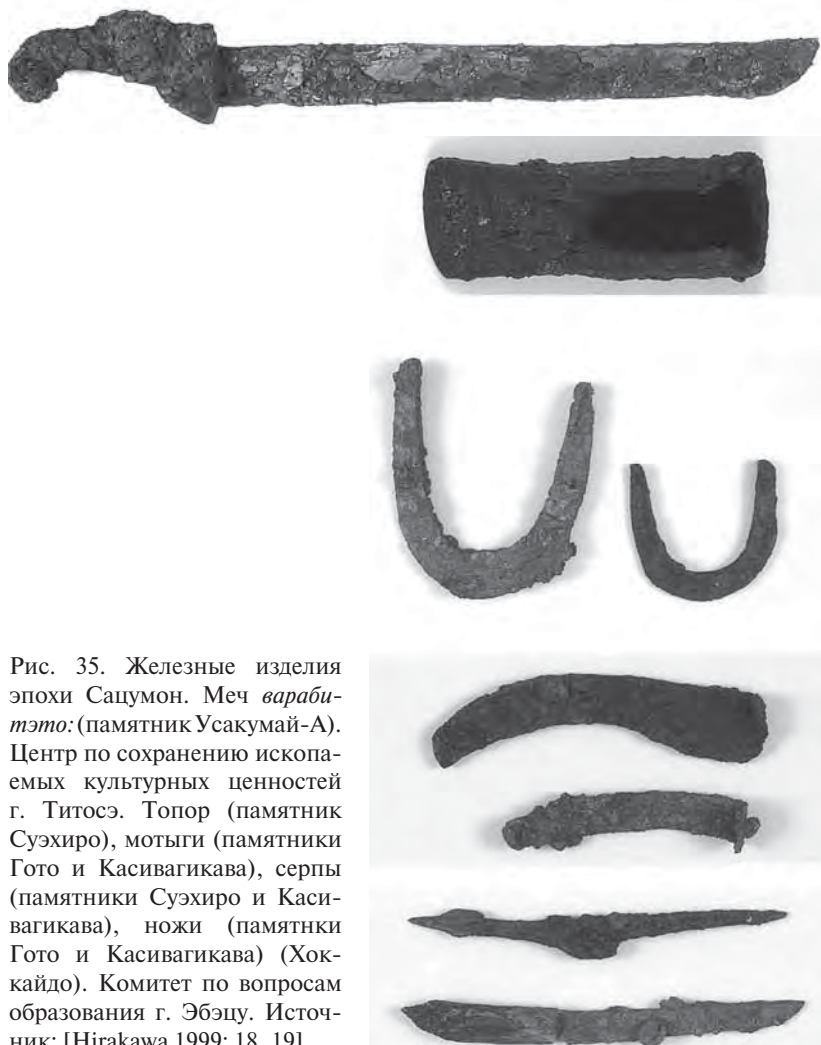 Рис. 35. Железные изделия
эпохи Сацумон. Меч вараби-
тэто: (памятник Усакумай-А).
Центр по сохранению ископа-
емых культурных ценностей
г. Титосэ. Топор (памятник
Суэхиро), мотыги (памятники
Гото и Касивагикава), серпы
(памятники Суэхиро и Каси-
вагикава), ножи (памятнки
Гото и Касивагикава) (Хок-
кайдо). Комитет по вопросам
образования г. Эбэцу. Источ-
ник: [Hirakawa 1999: 18, 19]